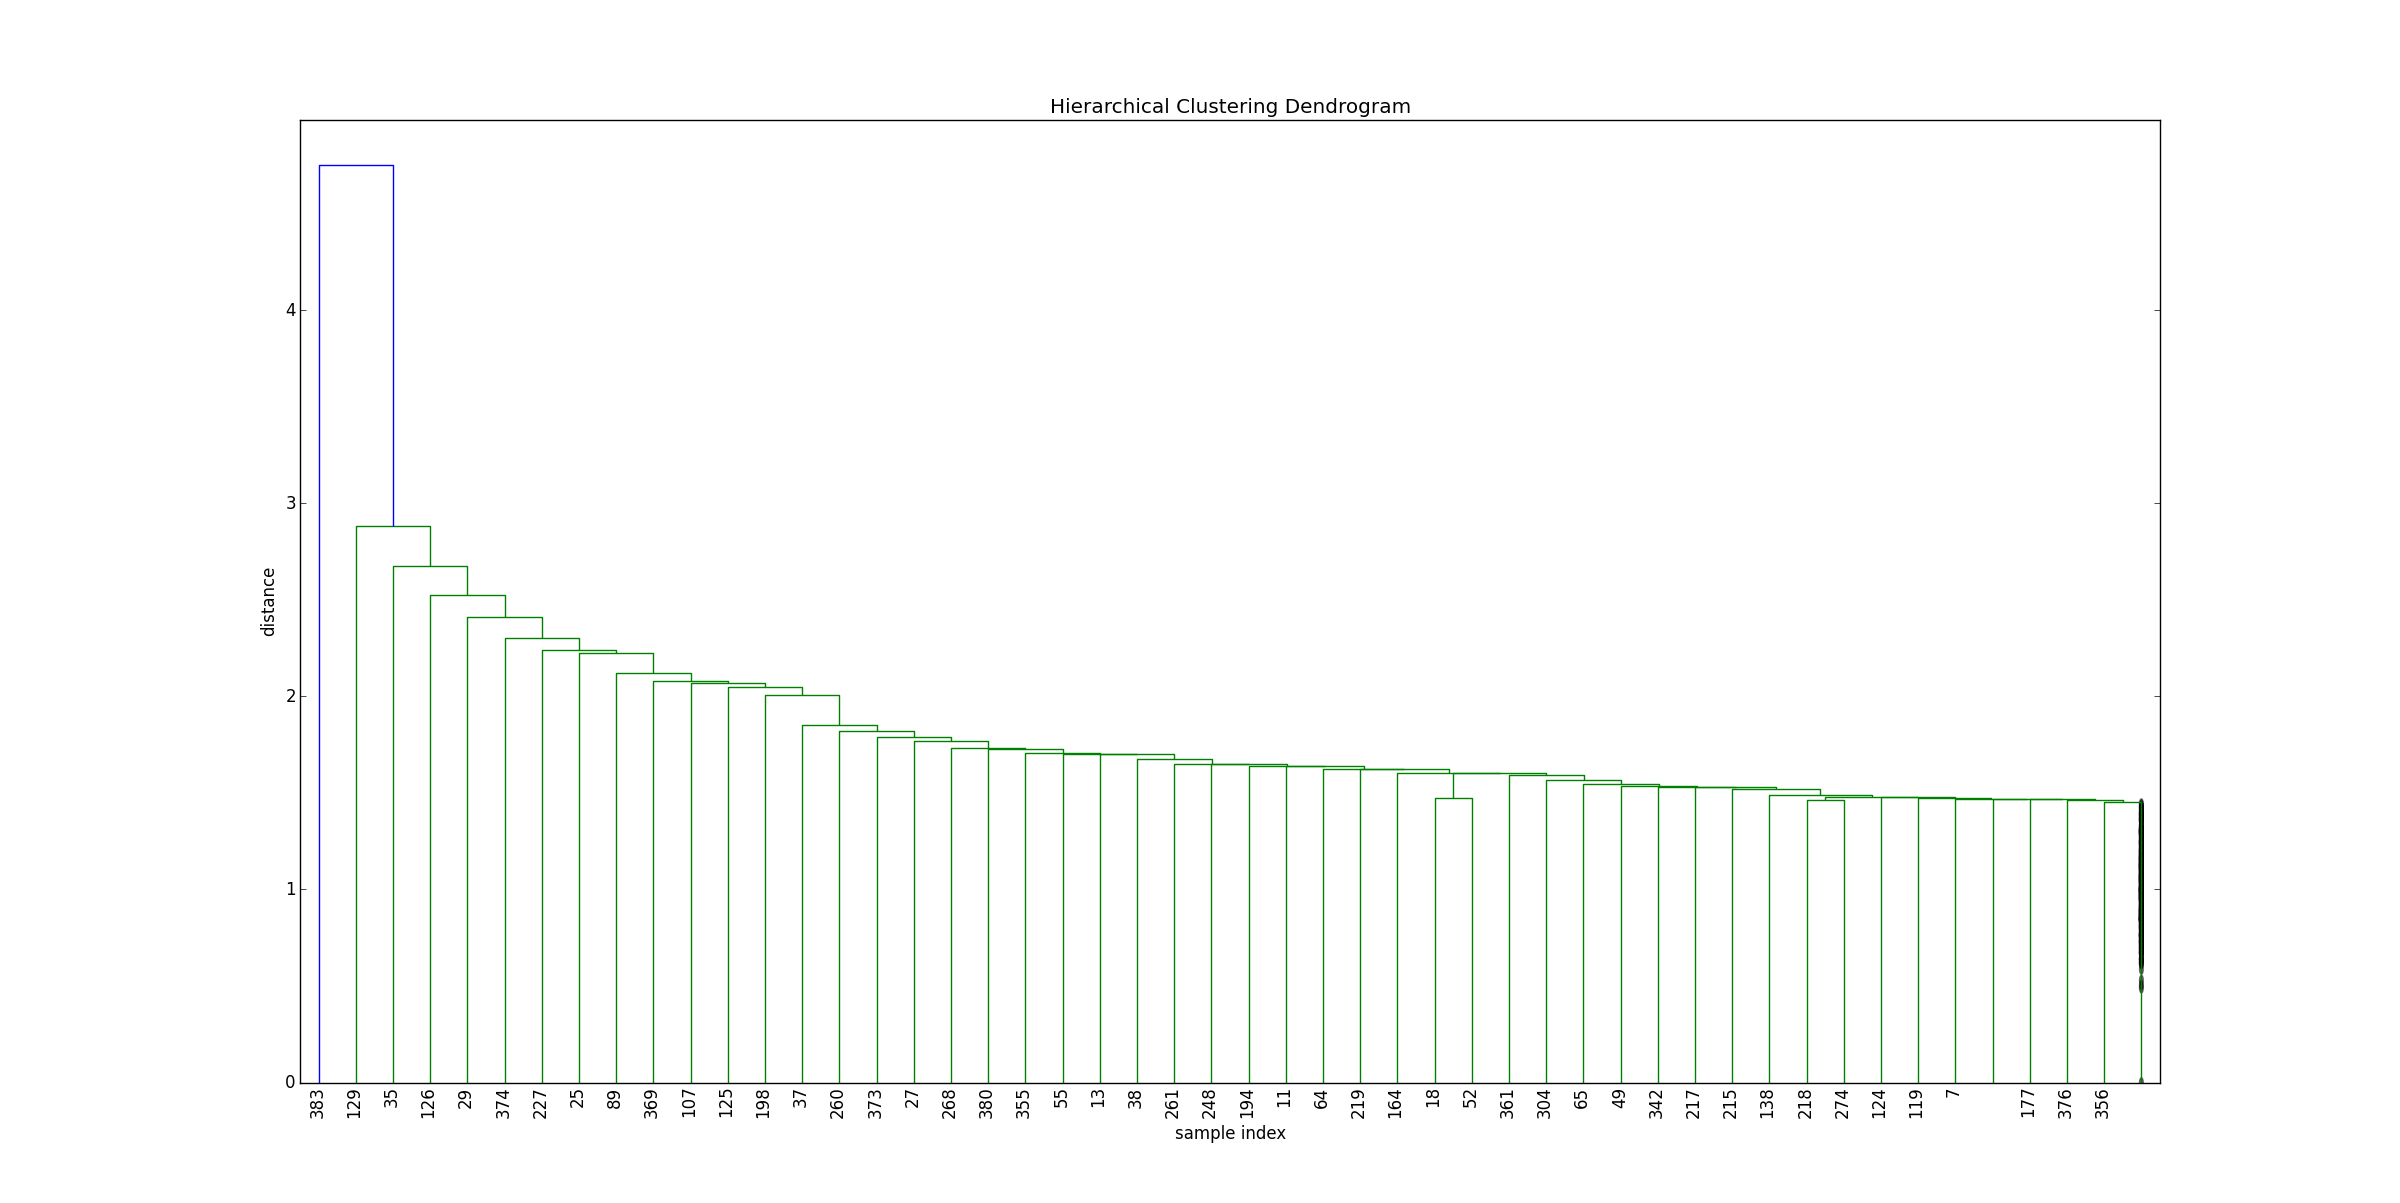 Hierarchical Clustering Dendrogram
4
3
2
1
0
distance
383 129 35 126 29 374 227 25 89 369 107 125 198 37 260 373 27 268 380 355 55 13 38 261 248 194 11 64 219 164 18 52 361 304 65 49 342 217 215 138 218 274 124 119 7 177 376 356
sample index